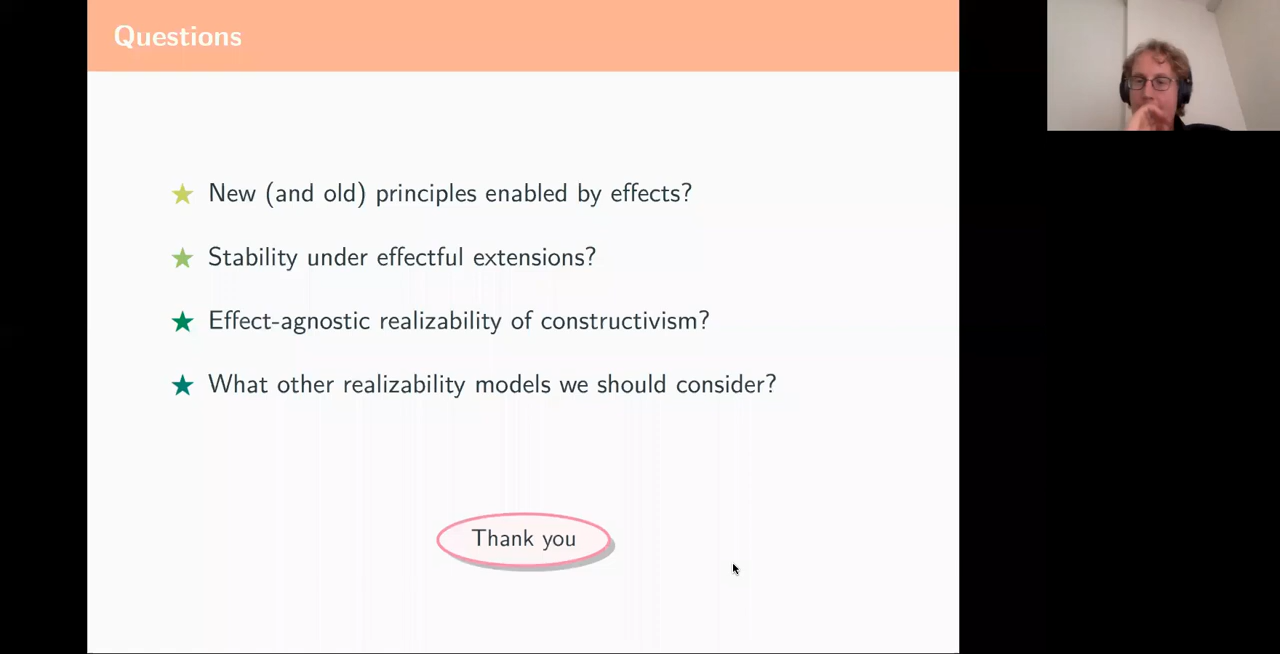 Questions
New (and old) principles enabled by effects?
Stability under effectful extensions?
Effect-agnostic realizability of constructivism?
What other realizability models we should consider?
Thank you